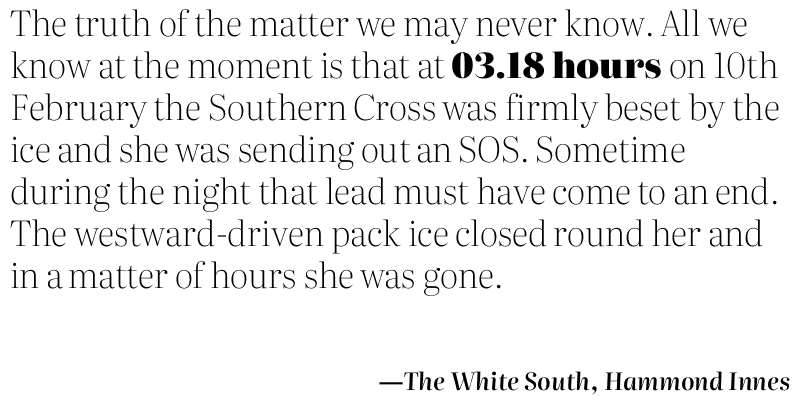 The truth of the matter we may never know. All we
know at the moment is that at 03.18 hours on 10th
February the Southern Cross was firmly beset by the
ice and she was sending out an SOS. Sometime
during the night that lead must have come to an end.
The westward-driven pack ice closed round her and
in a matter of hours she was gone.
—The White South, Hammond Innes